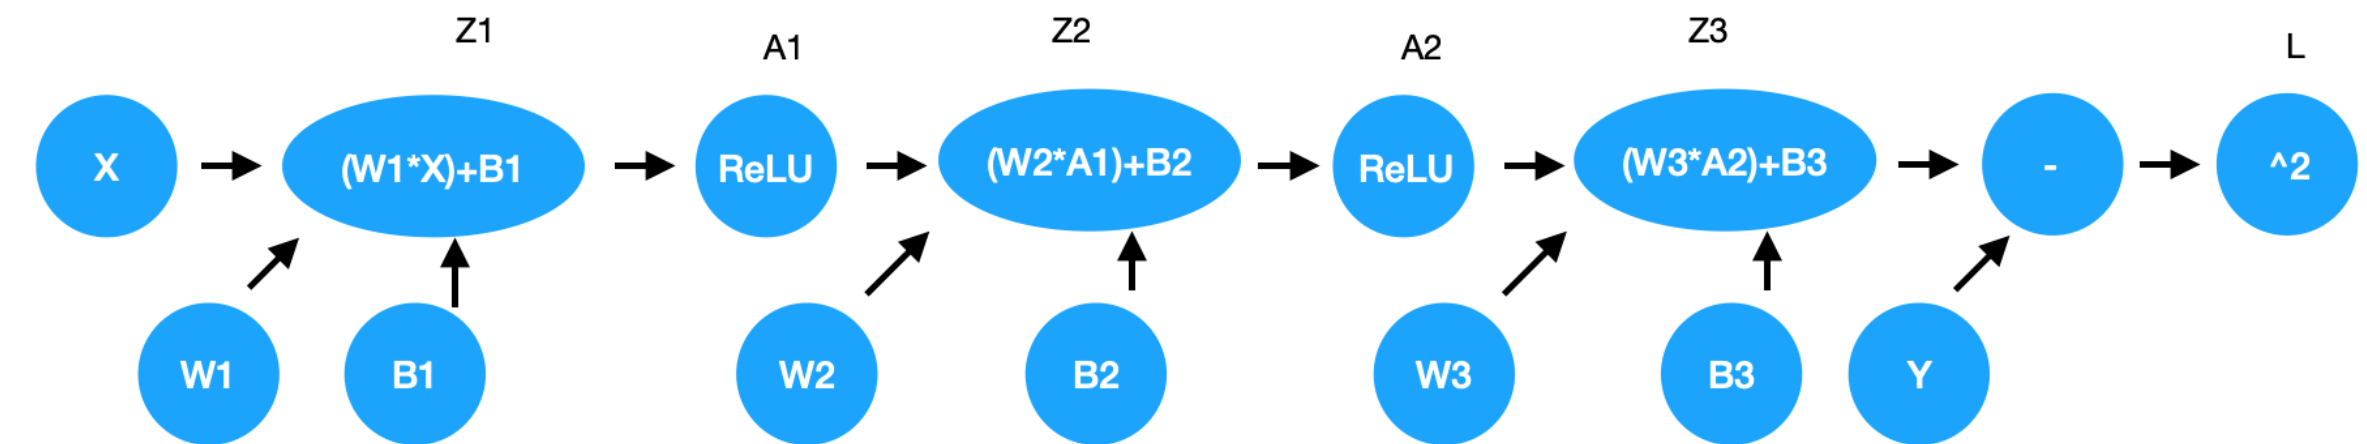 Z1
A1
Z2
A2
Z3
L
X
(W1*X)+B1
ReLU
(W2*A1)+B2
ReLU
(W3*A2)+B3
-
^2
W1
B1
W2
B2
W3
B3
Y